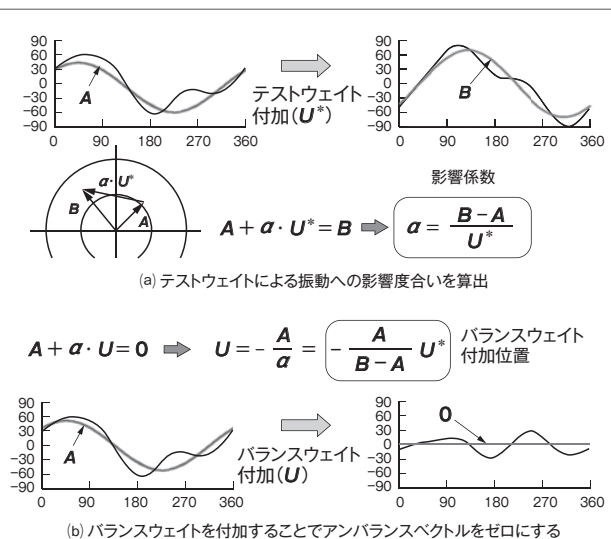 90
60
30
0
-30
-60
-90
0 90 180 270 360
A
テストウェイト
付加(U*)
90
60
30
0
-30
-60
-90
0 90 180 270 360
B
α・U*
B
A
影響係数
A + α・U* = B ⇒ α = (B - A) / U*
(a) テストウェイトによる振動への影響度合いを算出
A + α・U = 0 ⇒ U = - A / α = - A / (B - A) U*
バランスウェイト
付加位置
90
60
30
0
-30
-60
-90
0 90 180 270 360
A
バランスウェイト
付加(U)
90
60
30
0
-30
-60
-90
0 90 180 270 360
0
(b) バランスウェイトを付加することでアンバランスベクトルをゼロにする